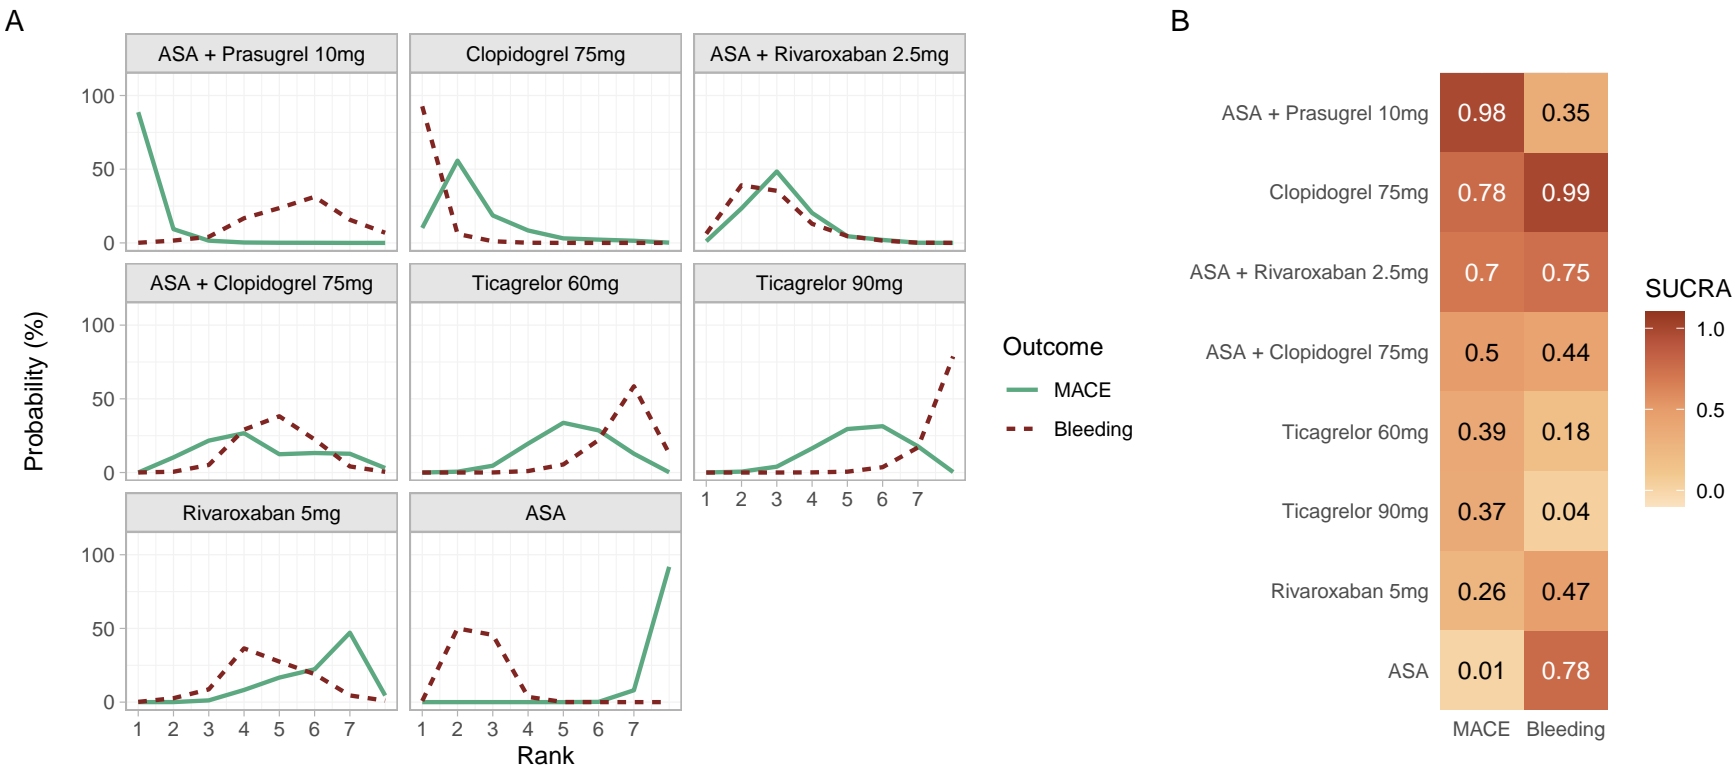 A
B
ASA + Prasugrel 10mg
Clopidogrel 75mg
ASA + Rivaroxaban 2.5mg
100
50
0
ASA + Clopidogrel 75mg
Ticagrelor 60mg
Ticagrelor 90mg
100
50
0
1 2 3 4 5 6 7
Rivaroxaban 5mg
ASA
100
50
0
1 2 3 4 5 6 7
1 2 3 4 5 6 7
Probability (%)
Rank
Outcome
MACE
Bleeding
ASA + Prasugrel 10mg 0.98 0.35
Clopidogrel 75mg 0.78 0.99
ASA + Rivaroxaban 2.5mg 0.7 0.75
ASA + Clopidogrel 75mg 0.5 0.44
Ticagrelor 60mg 0.39 0.18
Ticagrelor 90mg 0.37 0.04
Rivaroxaban 5mg 0.26 0.47
ASA 0.01 0.78
MACE Bleeding
SUCRA
1.0
0.5
0.0